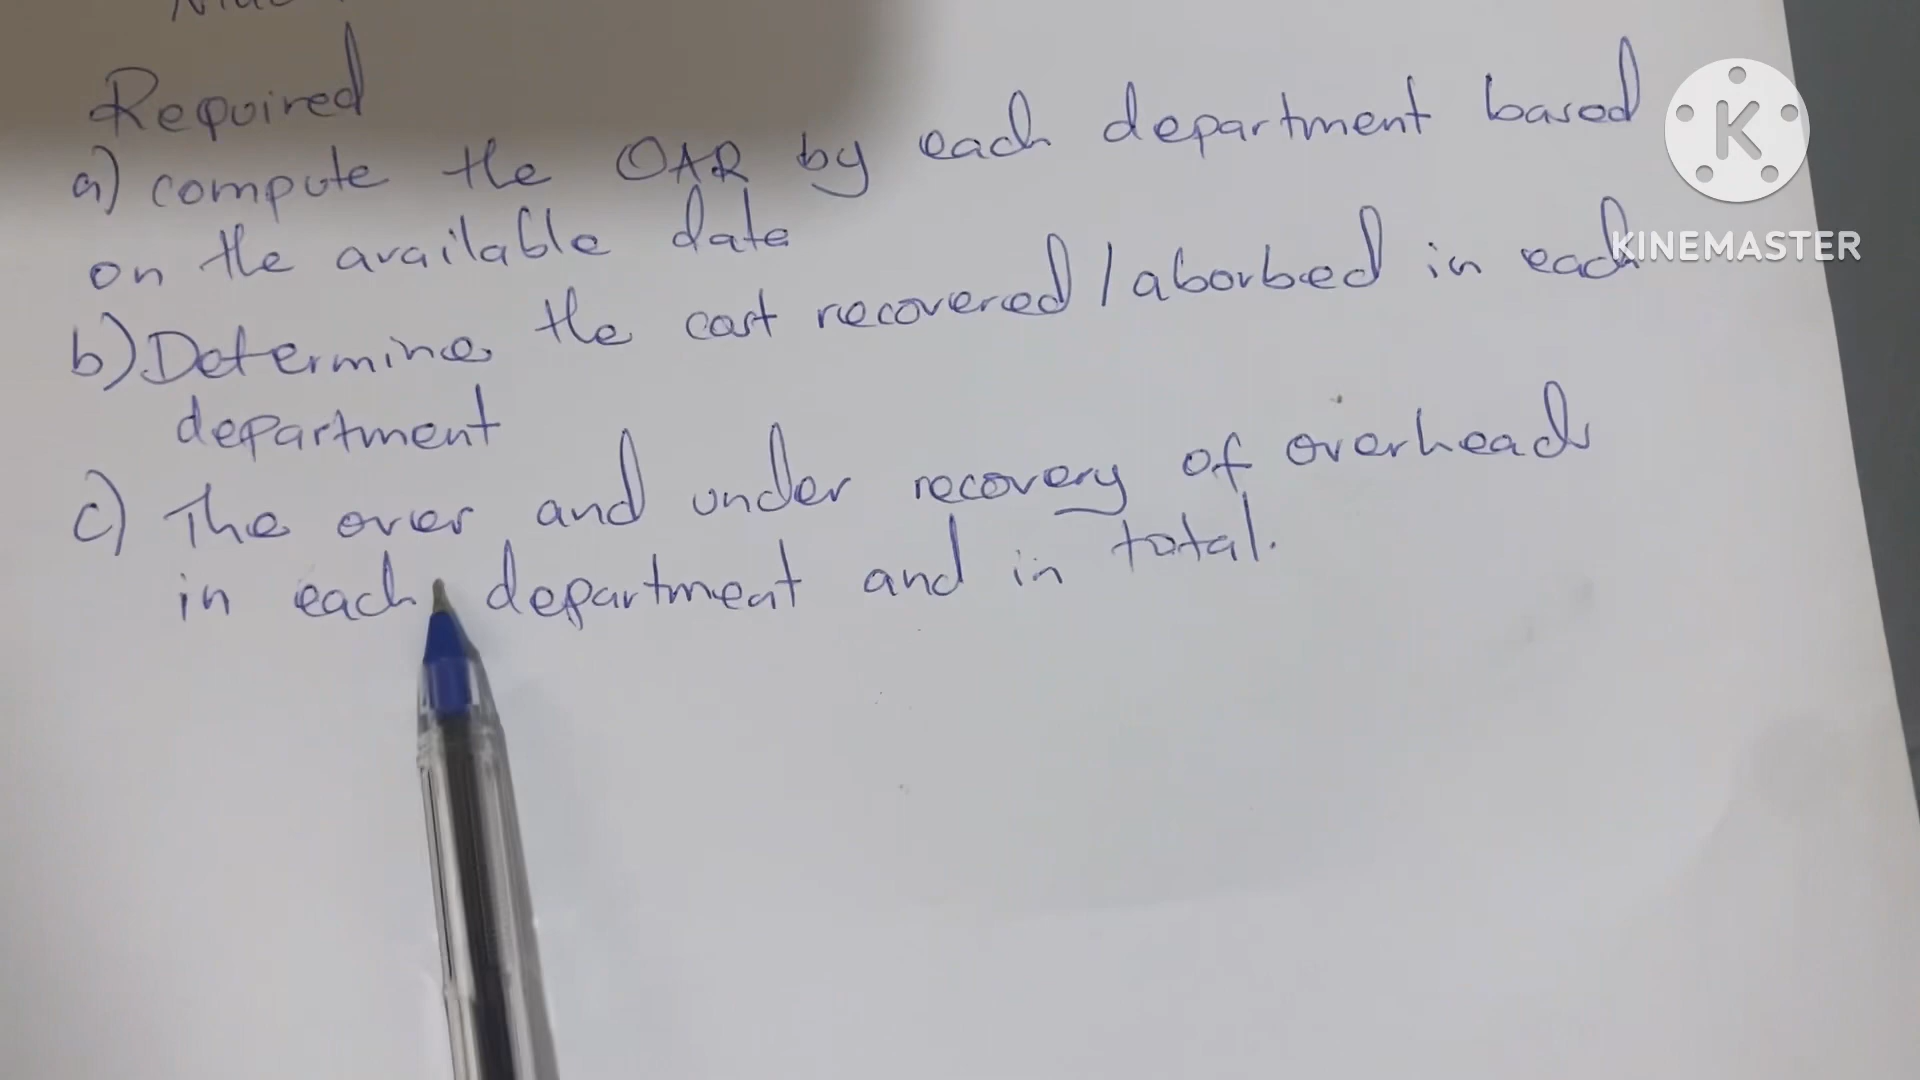 Required
a) compute the OAR by each department based
on the available date
b) Determine the cost recovered / aborbed in each
department
c) The over and under recovery of overheads
in each department and in total.
K
KINEMASTER